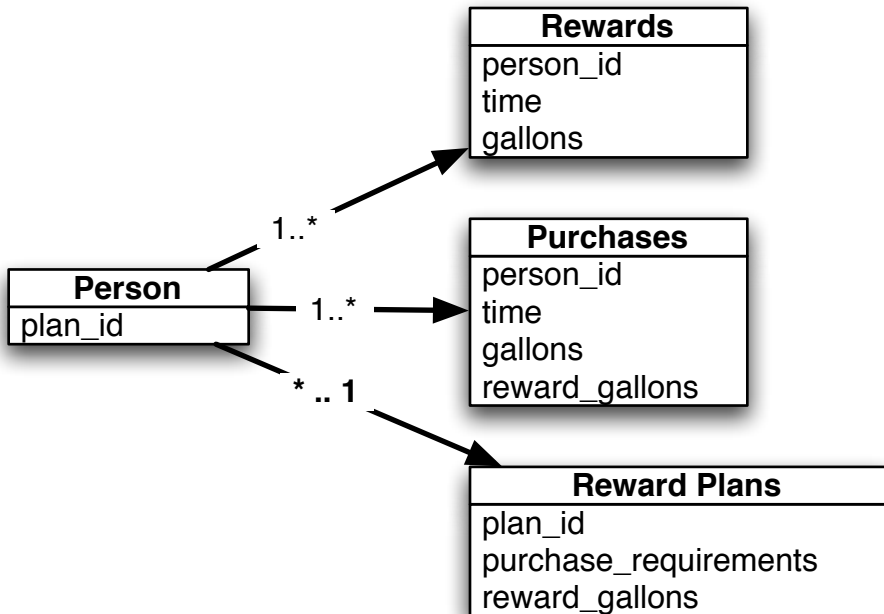 Rewards
person_id
time
gallons
1..*
Purchases
person_id
time
gallons
reward_gallons
Person
plan_id
1..*
* .. 1
Reward Plans
plan_id
purchase_requirements
reward_gallons